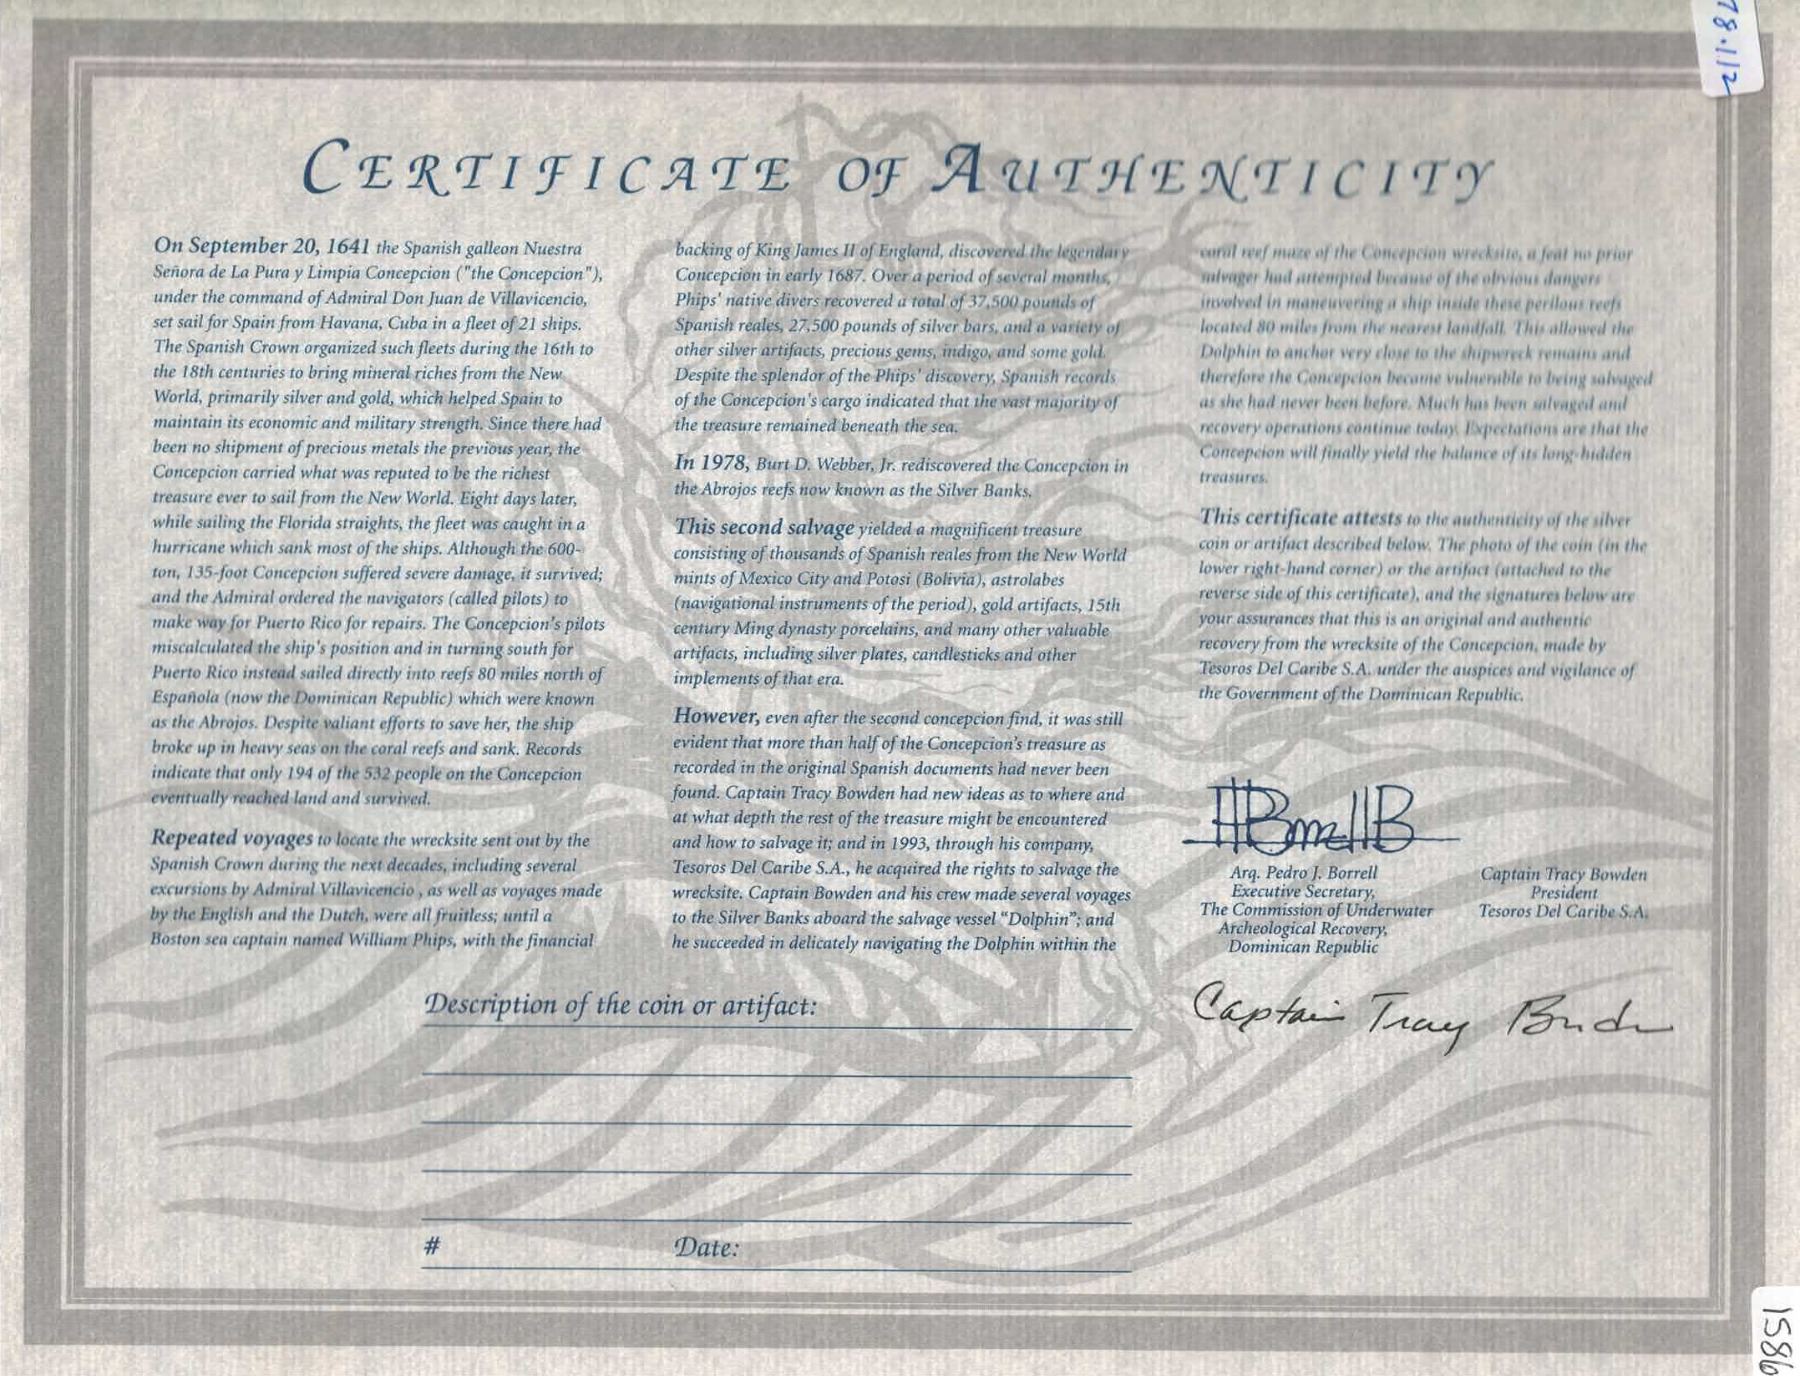 78.1.12
CERTIFICATE OF AUTHENTICITY
On September 20, 1641 the Spanish galleon Nuestra
Señora de La Pura y Limpia Concepcion ("the Concepcion"),
under the command of Admiral Don Juan de Villavicencio,
set sail for Spain from Havana, Cuba in a fleet of 21 ships.
The Spanish Crown organized such fleets during the 16th to
the 18th centuries to bring mineral riches from the New
World, primarily silver and gold, which helped Spain to
maintain its economic and military strength. Since there had
been no shipment of precious metals the previous year, the
Concepcion carried what was reputed to be the richest
treasure ever to sail from the New World. Eight days later,
while sailing the Florida straights, the fleet was caught in a
hurricane which sank most of the ships. Although the 600-
ton, 135-foot Concepcion suffered severe damage, it survived;
and the Admiral ordered the navigators (called pilots) to
make way for Puerto Rico for repairs. The Concepcion's pilots
miscalculated the ship's position and in turning south for
Puerto Rico instead sailed directly into reefs 80 miles north of
Española (now the Dominican Republic) which were known
as the Abrojos. Despite valiant efforts to save her, the ship
broke up in heavy seas on the coral reefs and sank. Records
indicate that only 194 of the 532 people on the Concepcion
eventually reached land and survived.
Repeated voyages to locate the wrecksite sent out by the
Spanish Crown during the next decades, including several
excursions by Admiral Villavicencio , as well as voyages made
by the English and the Dutch, were all fruitless; until a
Boston sea captain named William Phips, with the financial
backing of King James II of England, discovered the legendary
Concepcion in early 1687. Over a period of several months,
Phips' native divers recovered a total of 37,500 pounds of
Spanish reales, 27,500 pounds of silver bars, and a variety of
other silver artifacts, precious gems, indigo, and some gold.
Despite the splendor of the Phips' discovery, Spanish records
of the Concepcion's cargo indicated that the vast majority of
the treasure remained beneath the sea.
In 1978, Burt D. Webber, Jr. rediscovered the Concepcion in
the Abrojos reefs now known as the Silver Banks.
This second salvage yielded a magnificent treasure
consisting of thousands of Spanish reales from the New World
mints of Mexico City and Potosi (Bolivia), astrolabes
(navigational instruments of the period), gold artifacts, 15th
century Ming dynasty porcelains, and many other valuable
artifacts, including silver plates, candlesticks and other
implements of that era.
However, even after the second concepcion find, it was still
evident that more than half of the Concepcion's treasure as
recorded in the original Spanish documents had never been
found. Captain Tracy Bowden had new ideas as to where and
at what depth the rest of the treasure might be encountered
and how to salvage it; and in 1993, through his company,
Tesoros Del Caribe S.A., he acquired the rights to salvage the
wrecksite. Captain Bowden and his crew made several voyages
to the Silver Banks aboard the salvage vessel "Dolphin"; and
he succeeded in delicately navigating the Dolphin within the
coral reef maze of the Concepcion wrecksite, a feat no prior
salvager had attempted because of the obvious dangers
involved in maneuvering a ship inside these perilous reefs
located 80 miles from the nearest landfall. This allowed the
Dolphin to anchor very close to the shipwreck remains and
therefore the Concepcion became vulnerable to being salvaged
as she had never been before. Much has been salvaged and
recovery operations continue today. Expectations are that the
Concepcion will finally yield the balance of its long-hidden
treasures.
This certificate attests to the authenticity of the silver
coin or artifact described below. The photo of the coin (in the
lower right-hand corner) or the artifact (attached to the
reverse side of this certificate), and the signatures below are
your assurances that this is an original and authentic
recovery from the wrecksite of the Concepcion, made by
Tesoros Del Caribe S.A. under the auspices and vigilance of
the Government of the Dominican Republic.
Arq. Pedro J. Borrell
Executive Secretary,
The Commission of Underwater
Archeological Recovery,
Dominican Republic
Captain Tracy Bowden
President
Tesoros Del Caribe S.A.
Captain Tracy Bowden
Description of the coin or artifact:
# Date:
1586